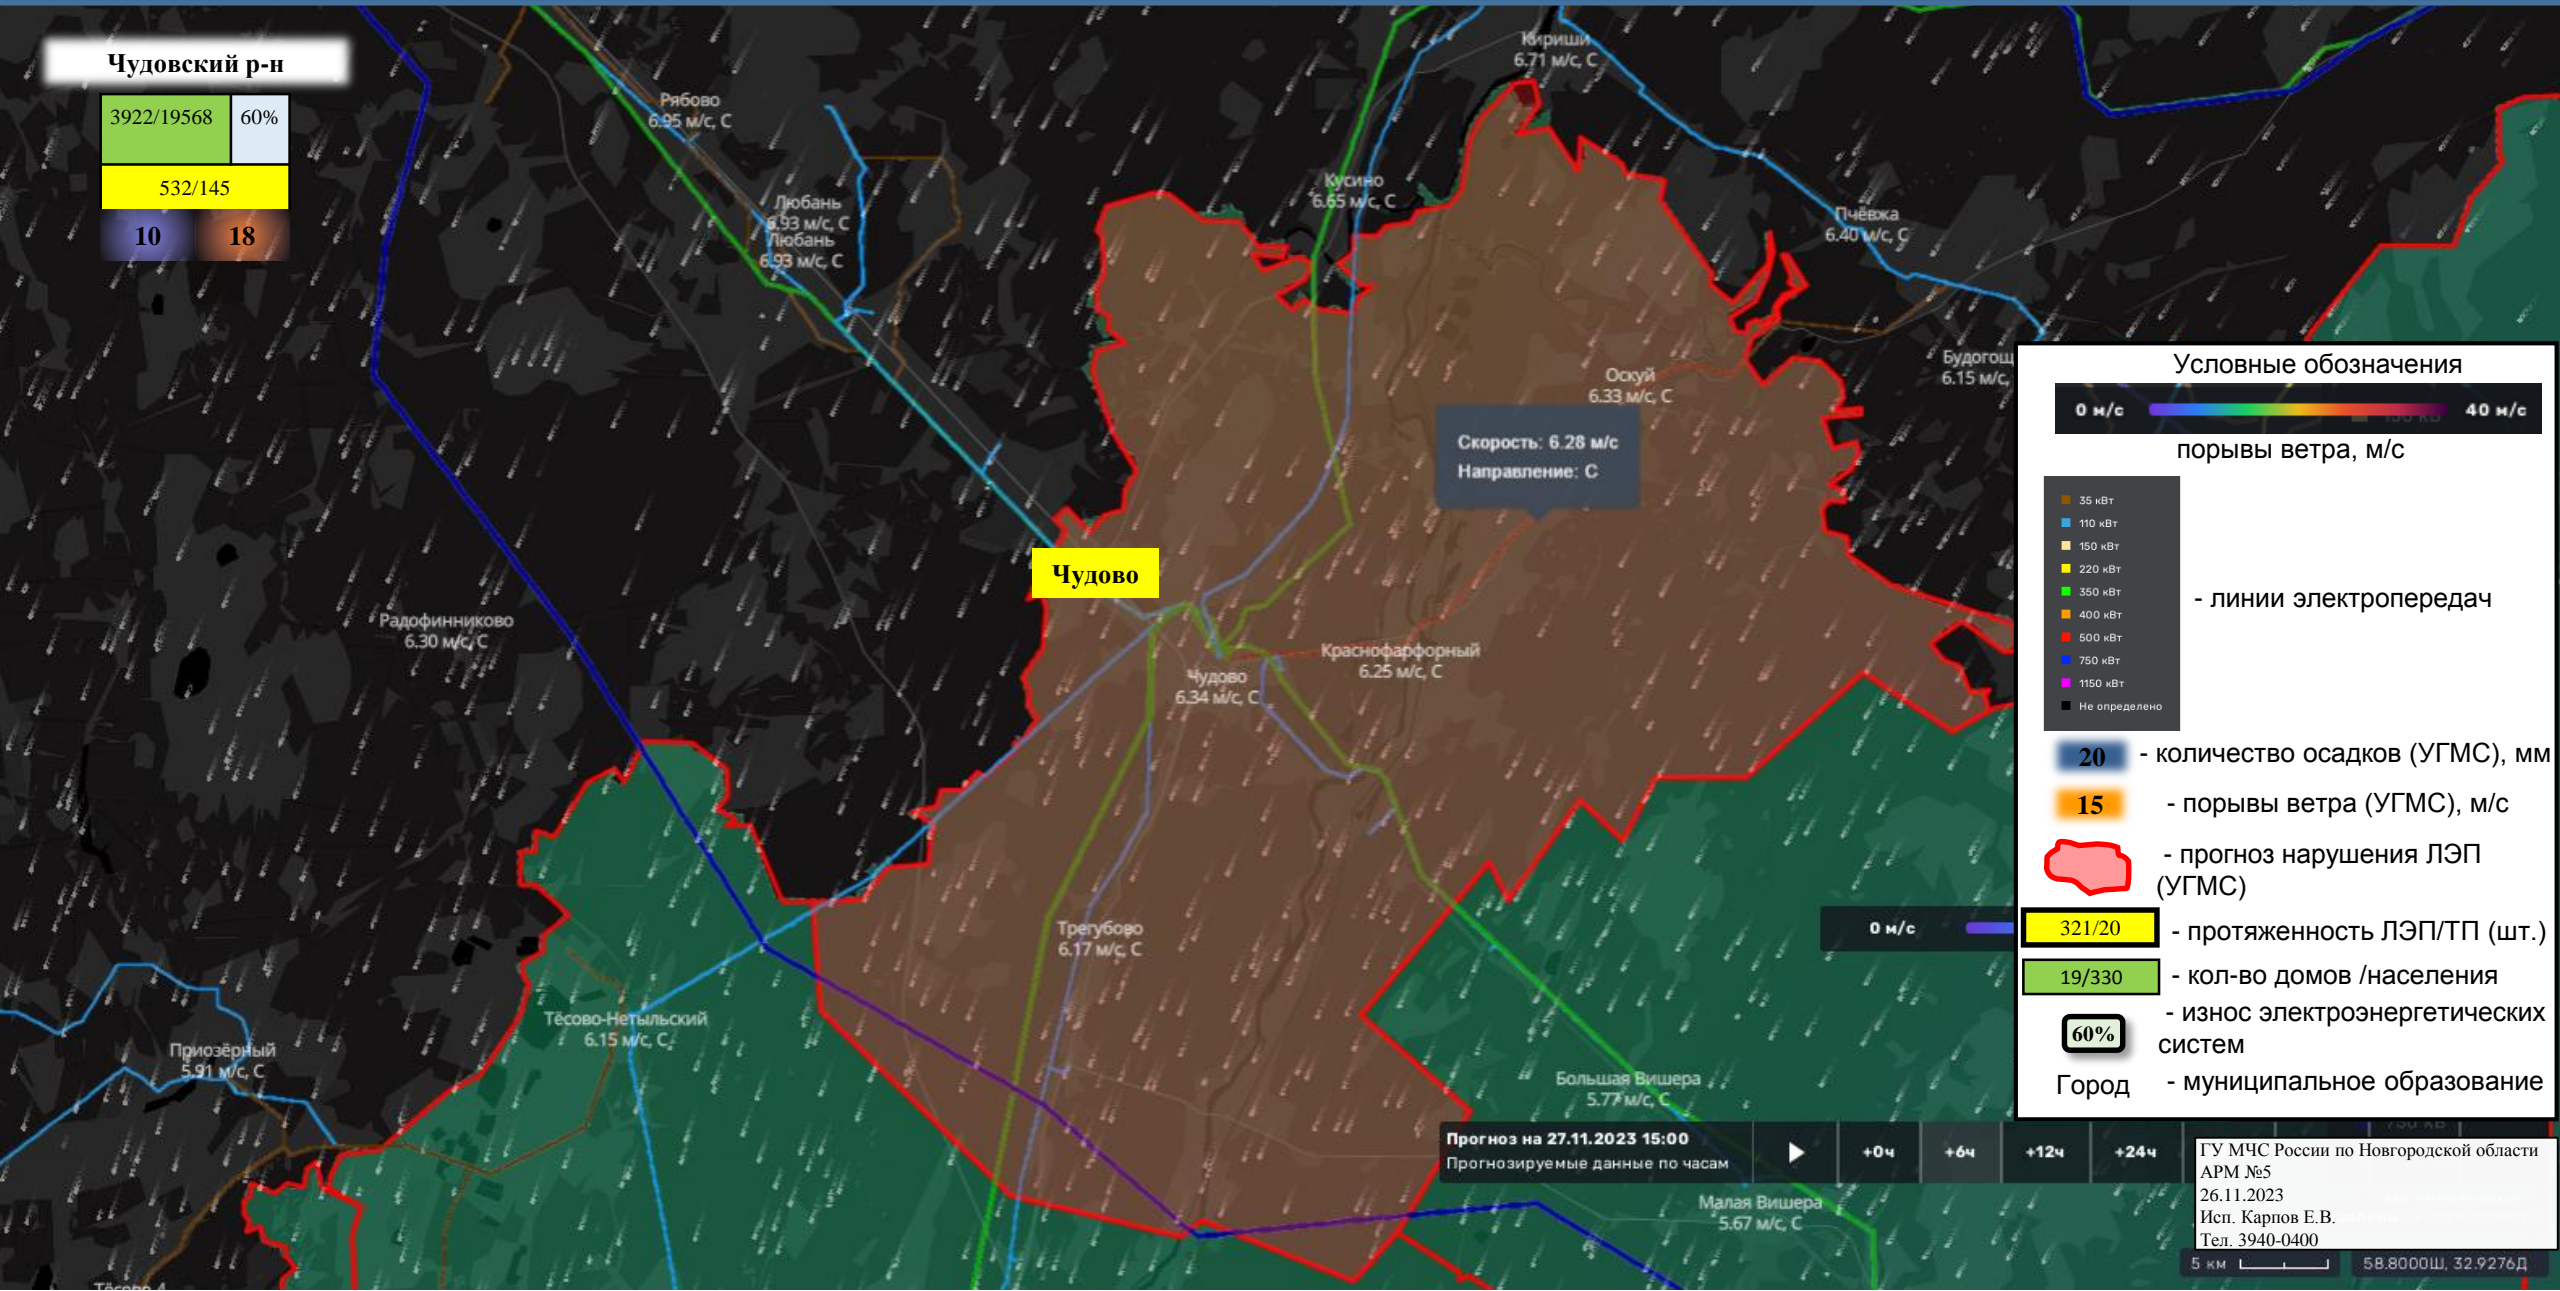 Чудовский р-н
3922/19568 60%
532/145
10 18
Кириши
6.71 м/с, С
Рябово
6.95 м/с, С
Кусино
6.65 м/с, С
Любань
6.93 м/с, С
Любань
6.93 м/с, С
Пчёвжа
6.40 м/с, С
Будогощ
6.15 м/с,
Оскуй
6.33 м/с, С
Скорость: 6.28 м/с
Направление: С
Чудово
Радофинниково
6.30 м/с, С
Краснофарфорный
6.25 м/с, С
Чудово
6.34 м/с, С
Трегубово
6.17 м/с, С
Тёсово-Нетыльский
6.15 м/с, С
Приозёрный
5.91 м/с, С
Большая Вишера
5.77 м/с, С
Малая Вишера
5.67 м/с, С
Тёсово 4
0 м/с
Прогноз на 27.11.2023 15:00
Прогнозируемые данные по часам
+0ч +6ч +12ч +24ч
Условные обозначения
0 м/с 40 м/с
порывы ветра, м/с
35 кВт
110 кВт
150 кВт
220 кВт
350 кВт
400 кВт
500 кВт
750 кВт
1150 кВт
Не определено
- линии электропередач
20 - количество осадков (УГМС), мм
15 - порывы ветра (УГМС), м/с
- прогноз нарушения ЛЭП
(УГМС)
321/20 - протяженность ЛЭП/ТП (шт.)
19/330 - кол-во домов /населения
60% - износ электроэнергетических
систем
Город - муниципальное образование
ГУ МЧС России по Новгородской области
АРМ №5
26.11.2023
Исп. Карпов Е.В.
Тел. 3940-0400
5 км 58.8000Ш, 32.9276Д